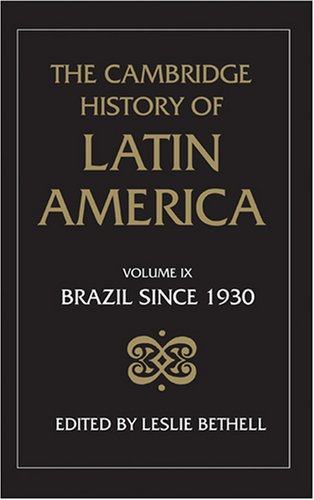 THE CAMBRIDGE
HISTORY OF
LATIN
AMERICA
VOLUME IX
BRAZIL SINCE 1930
EDITED BY LESLIE BETHELL